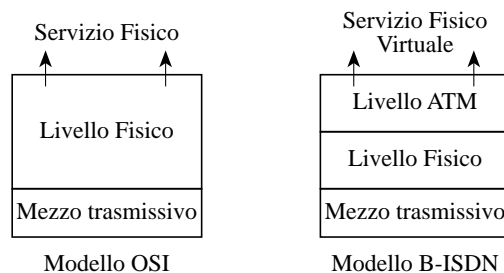 Servizio Fisico
Livello Fisico
Mezzo trasmissivo
Modello OSI
Servizio Fisico
Virtuale
Livello ATM
Livello Fisico
Mezzo trasmissivo
Modello B-ISDN